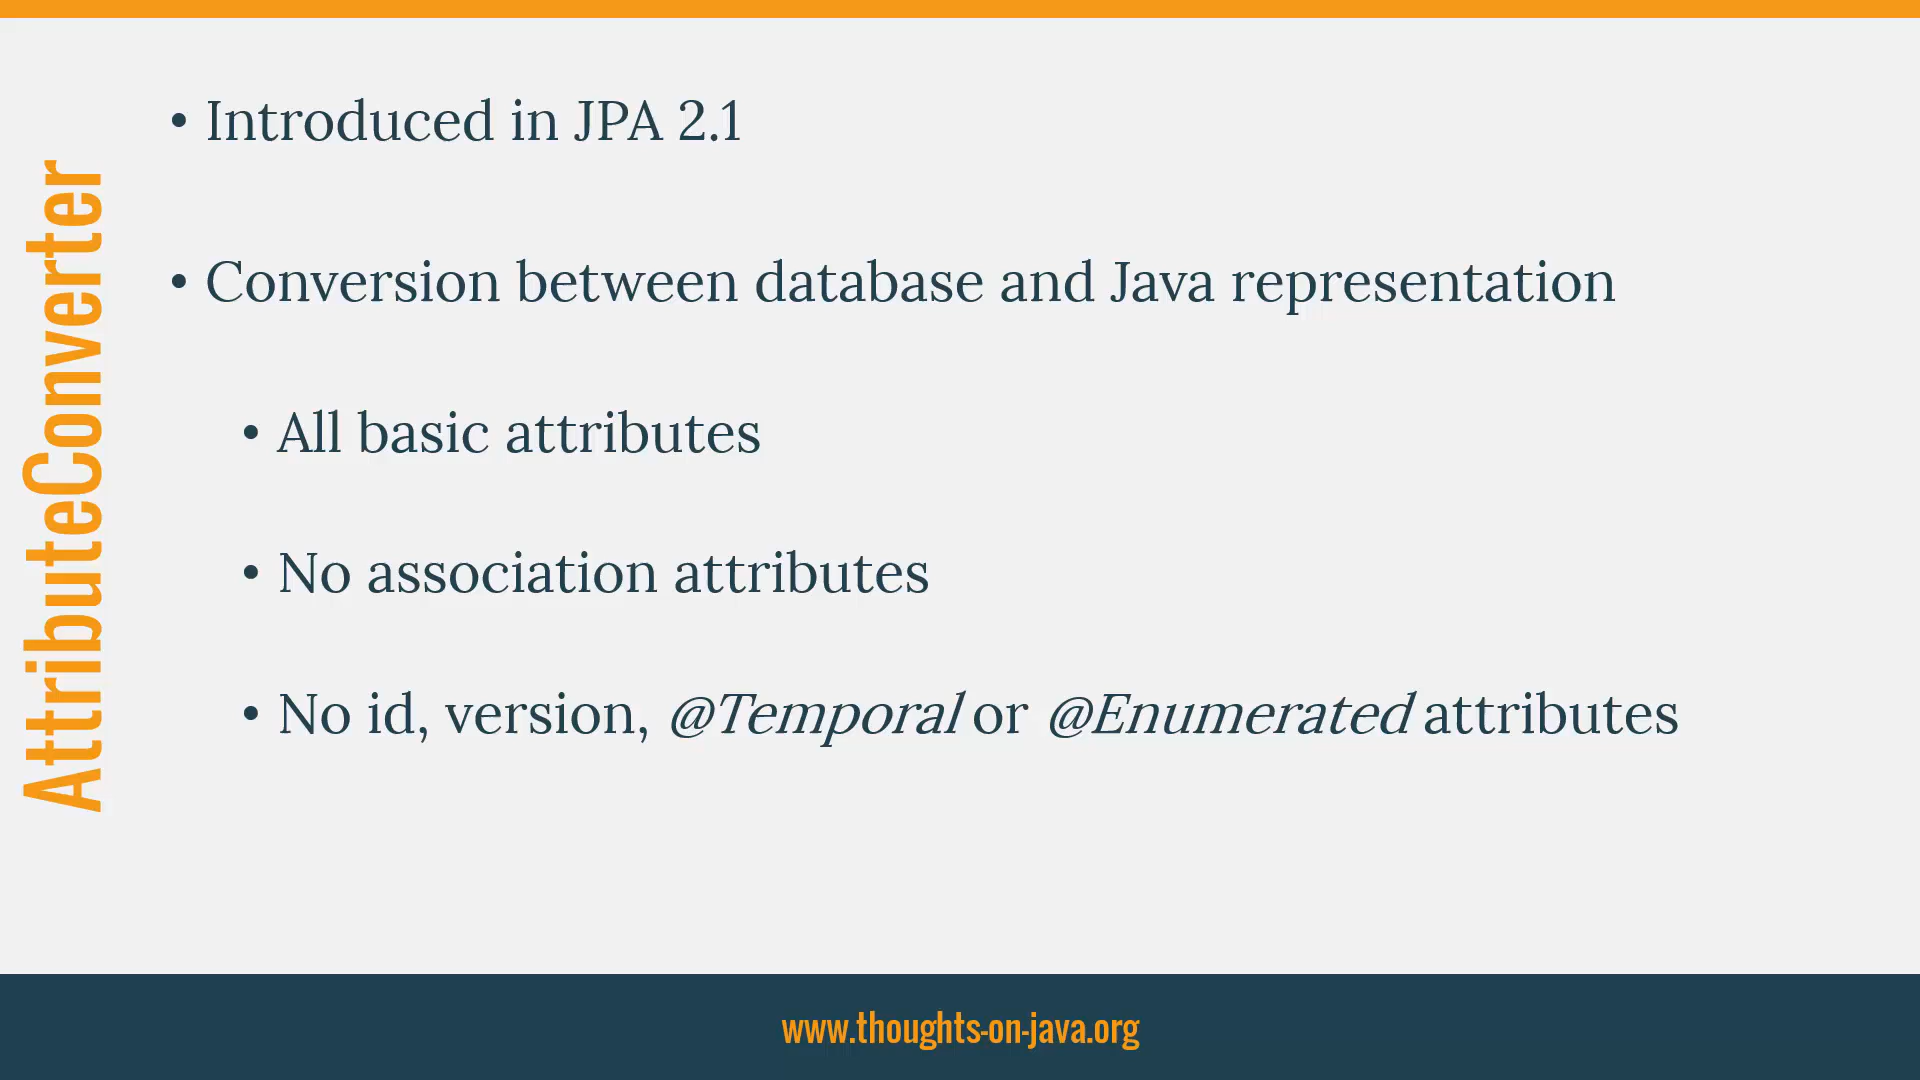 AttributeConverter
• Introduced in JPA 2.1
• Conversion between database and Java representation
• All basic attributes
• No association attributes
• No id, version, @Temporal or @Enumerated attributes
www.thoughts-on-java.org